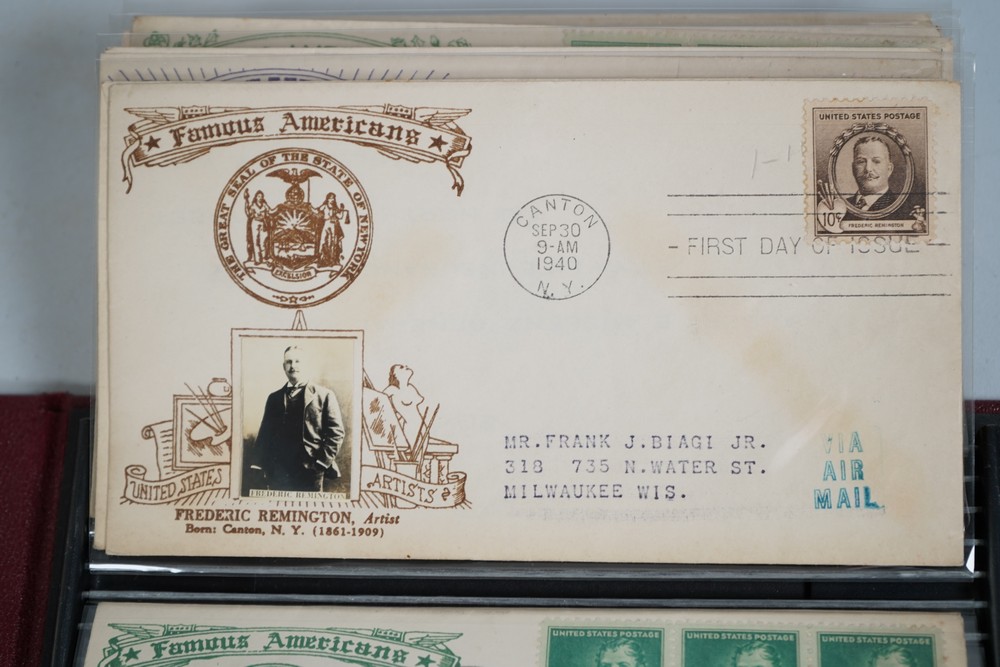 Famous Americans
THE GREAT SEAL OF THE STATE OF NEW YORK
EXCELSIOR
FREDERIC REMINGTON
UNITED STATES ARTISTS
FREDERIC REMINGTON, Artist
Born: Canton, N. Y. (1861-1909)
CANTON
SEP 30
9-AM
1940
N. Y.
UNITED STATES POSTAGE
10¢
FREDERIC REMINGTON
- FIRST DAY OF ISSUE -
MR. FRANK J. BIAGI JR.
318 735 N. WATER ST.
MILWAUKEE WIS.
VIA
AIR
MAIL
Famous Americans
UNITED STATES POSTAGE
UNITED STATES POSTAGE
UNITED STATES POSTAGE